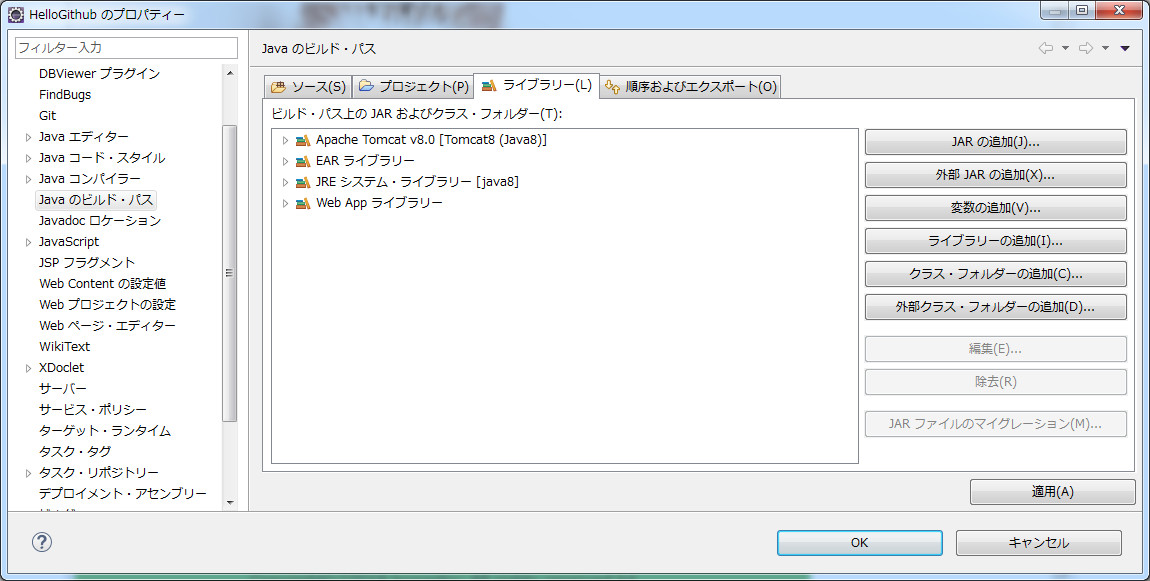 HelloGithub のプロパティー
フィルター入力
DBViewer プラグイン
FindBugs
Git
Java エディター
Java コード・スタイル
Java コンパイラー
Java のビルド・パス
Javadoc ロケーション
JavaScript
JSP フラグメント
Web Content の設定値
Web プロジェクトの設定
Web ページ・エディター
WikiText
XDoclet
サーバー
サービス・ポリシー
ターゲット・ランタイム
タスク・タグ
タスク・リポジトリー
デプロイメント・アセンブリー
Java のビルド・パス
ソース(S)
プロジェクト(P)
ライブラリー(L)
順序およびエクスポート(O)
ビルド・パス上の JAR およびクラス・フォルダー(T):
Apache Tomcat v8.0 [Tomcat8 (Java8)]
EAR ライブラリー
JRE システム・ライブラリー [java8]
Web App ライブラリー
JAR の追加(J)...
外部 JAR の追加(X)...
変数の追加(V)...
ライブラリーの追加(I)...
クラス・フォルダーの追加(C)...
外部クラス・フォルダーの追加(D)...
編集(E)...
除去(R)
JAR ファイルのマイグレーション(M)...
適用(A)
OK
キャンセル